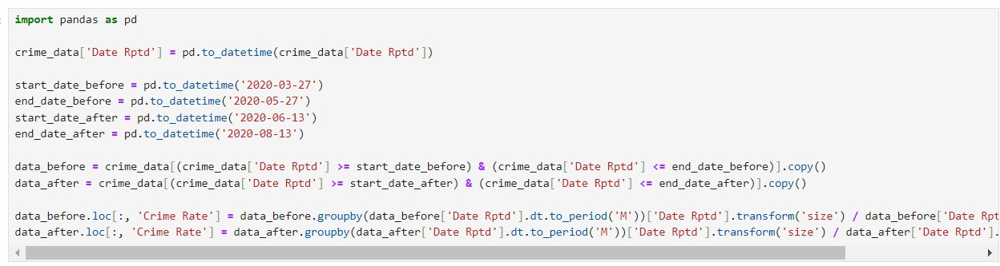 import pandas as pd
crime_data['Date Rptd'] = pd.to_datetime(crime_data['Date Rptd'])
start_date_before = pd.to_datetime('2020-03-27')
end_date_before = pd.to_datetime('2020-05-27')
start_date_after = pd.to_datetime('2020-06-13')
end_date_after = pd.to_datetime('2020-08-13')
data_before = crime_data[(crime_data['Date Rptd'] >= start_date_before) & (crime_data['Date Rptd'] <= end_date_before)].copy()
data_after = crime_data[(crime_data['Date Rptd'] >= start_date_after) & (crime_data['Date Rptd'] <= end_date_after)].copy()
data_before.loc[:, 'Crime Rate'] = data_before.groupby(data_before['Date Rptd'].dt.to_period('M'))['Date Rptd'].transform('size') / data_before['Date Rpt
data_after.loc[:, 'Crime Rate'] = data_after.groupby(data_after['Date Rptd'].dt.to_period('M'))['Date Rptd'].transform('size') / data_after['Date Rptd'].